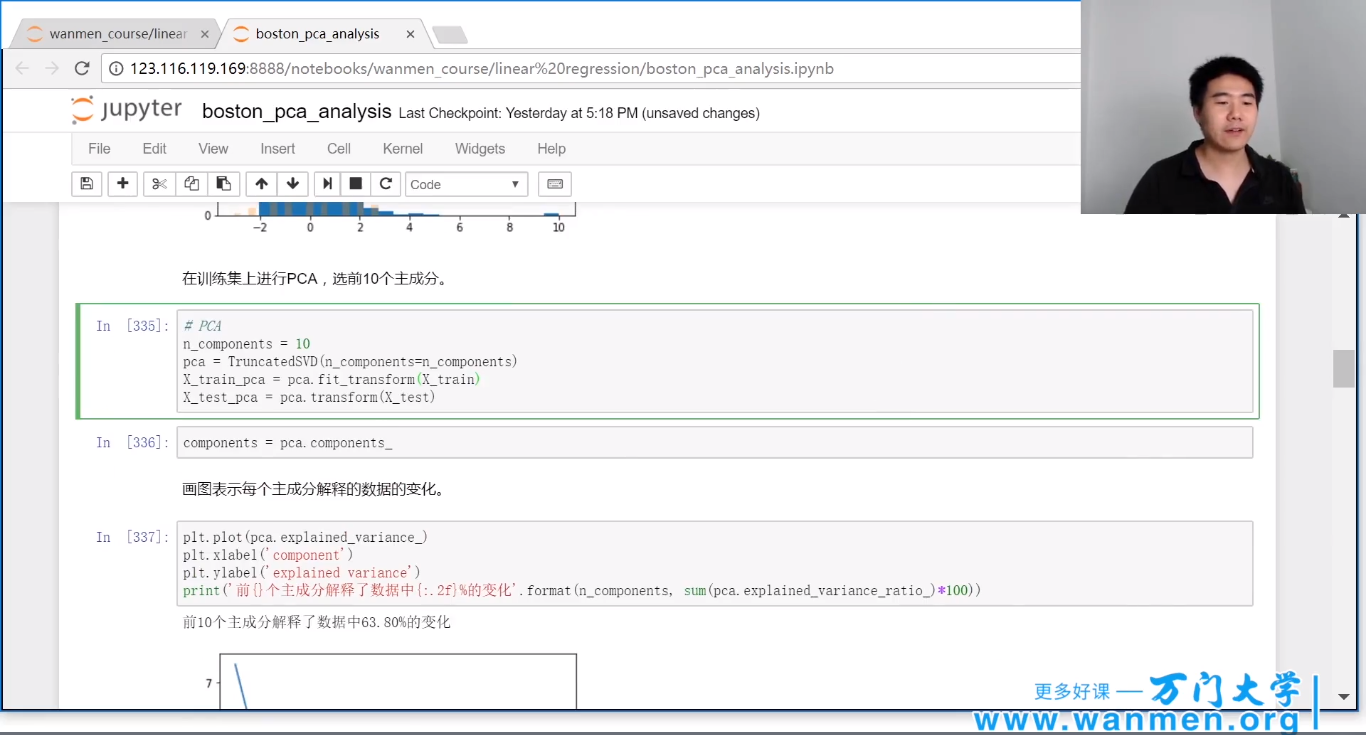 wanmen_course/linear
boston_pca_analysis
123.116.119.169:8888/notebooks/wanmen_course/linear%20regression/boston_pca_analysis.ipynb
jupyter boston_pca_analysis Last Checkpoint: Yesterday at 5:18 PM (unsaved changes)
File Edit View Insert Cell Kernel Widgets Help
Code
0
−2 0 2 4 6 8 10
在训练集上进行PCA，选前10个主成分。
In [335]: # PCA
n_components = 10
pca = TruncatedSVD(n_components=n_components)
X_train_pca = pca.fit_transform(X_train)
X_test_pca = pca.transform(X_test)
In [336]: components = pca.components_
画图表示每个主成分解释的数据的变化。
In [337]: plt.plot(pca.explained_variance_)
plt.xlabel('component')
plt.ylabel('explained variance')
print('前{}个主成分解释了数据中{:.2f}%的变化'.format(n_components, sum(pca.explained_variance_ratio_)*100))
前10个主成分解释了数据中63.80%的变化
7
更多好课 — 万门大学
www.wanmen.org